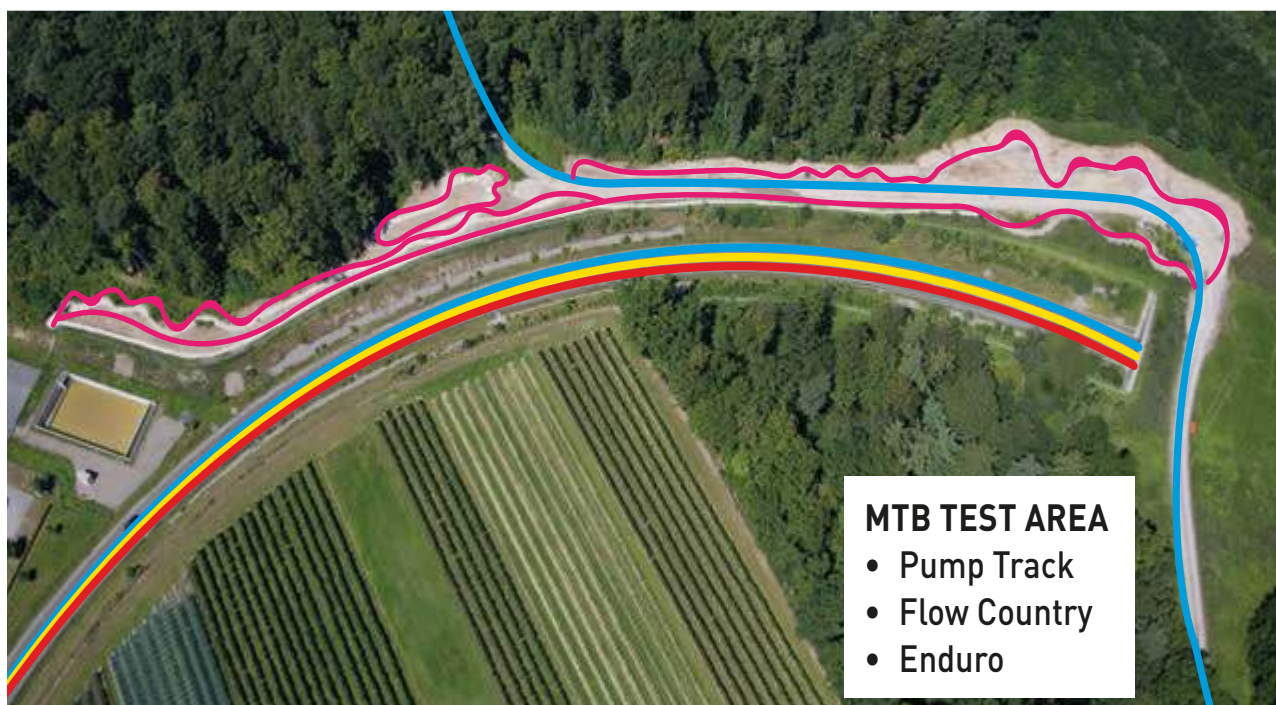 MTB TEST AREA
• Pump Track
• Flow Country
• Enduro